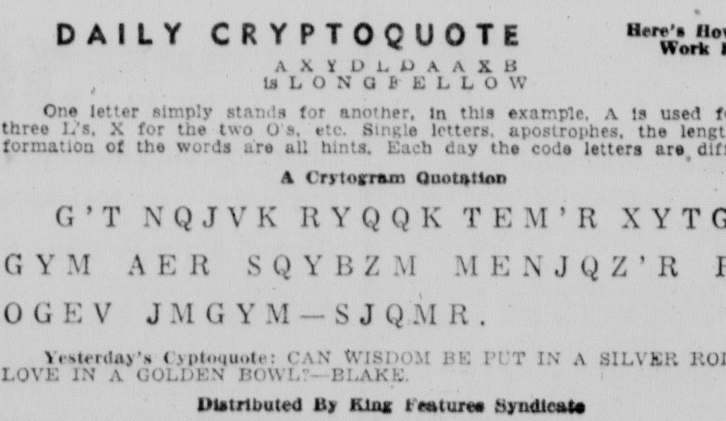 DAILY CRYPTOQUOTE
Here's How
Work
AXYDLDAAXB
is LONGFELLOW
One letter simply stands for another, in this example, A is used
three L's, X for the two O's, etc. Single letters, apostrophes, the
formation of the words are all hints. Each day the code letters are
A Crytogram Quotation
G'T NQJVK RYQQK TEM'R XYTG
GYM AER SQYBZM MENJQZ'R
OGEV JMGYM—SJQMR.
Yesterday's Cyptoquote: CAN WISDOM BE PUT IN A SILVER
LOVE IN A GOLDEN BOWL?—BLAKE.
Distributed By King Features Syndicate